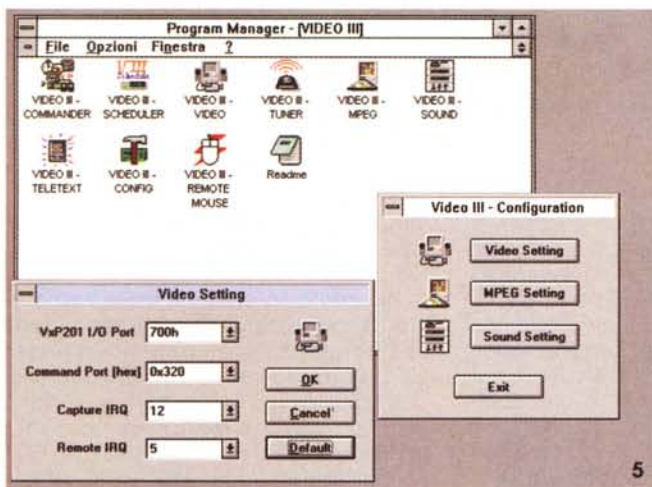 Program Manager - [VIDEO III]
File Opzioni Finestra ?
VIDEO III - COMMANDER
VIDEO III - SCHEDULER
VIDEO III - VIDEO
VIDEO III - TUNER
VIDEO III - MPEG
VIDEO III - SOUND
VIDEO III - TELETEXT
VIDEO III - CONFIG
VIDEO III - REMOTE MOUSE
Readme
Video III - Configuration
Video Setting
MPEG Setting
Sound Setting
Exit
Video Setting
VxP201 I/O Port 700h
Command Port (hex) 0x320
Capture IRQ 12
Remote IRQ 5
OK
Cancel
Default
5